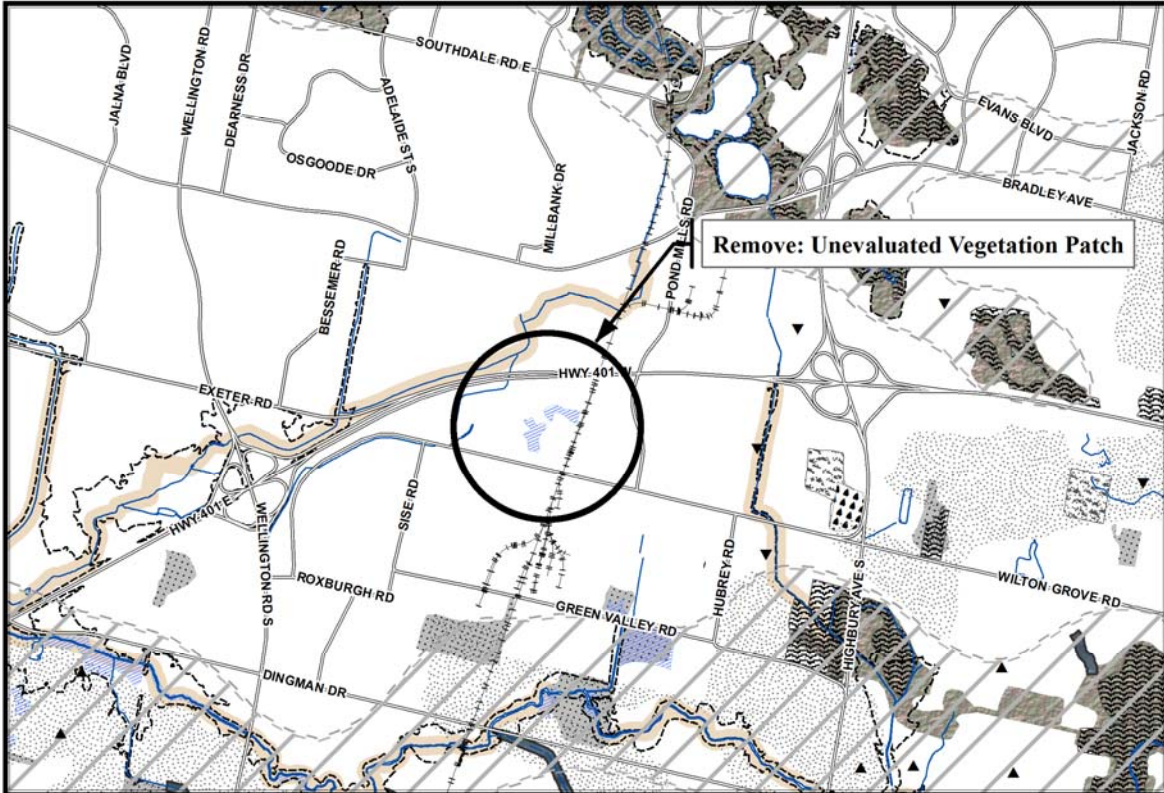 SOUTHDALE RD E
JALNA BLVD
WELLINGTON RD
DEARNESS DR
ADELAIDE ST S
OSGOODE DR
MILLBANK DR
EVANS BLVD
JACKSON RD
BRADLEY AVE
POND MILLS RD
Remove: Unevaluated Vegetation Patch
BESSEMER RD
EXETER RD
HWY 401 W
HWY 401 E
WELLINGTON RD S
SISE RD
ROXBURGH RD
GREEN VALLEY RD
HUBREY RD
HIGHBURY AVE S
WILTON GROVE RD
DINGMAN DR